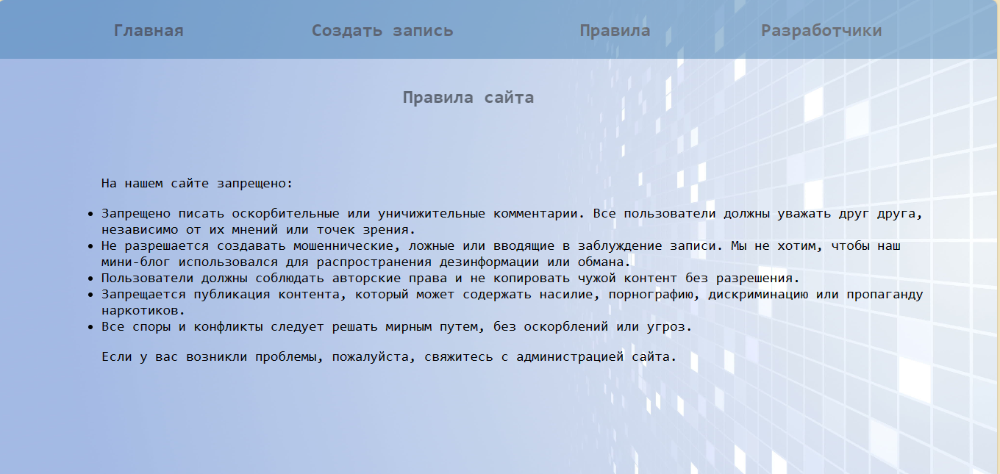 Главная Создать запись Правила Разработчики
Правила сайта
На нашем сайте запрещено:
• Запрещено писать оскорбительные или уничижительные комментарии. Все пользователи должны уважать друг друга,
независимо от их мнений или точек зрения.
• Не разрешается создавать мошеннические, ложные или вводящие в заблуждение записи. Мы не хотим, чтобы наш
мини-блог использовался для распространения дезинформации или обмана.
• Пользователи должны соблюдать авторские права и не копировать чужой контент без разрешения.
• Запрещается публикация контента, который может содержать насилие, порнографию, дискриминацию или пропаганду
наркотиков.
• Все споры и конфликты следует решать мирным путем, без оскорблений или угроз.
Если у вас возникли проблемы, пожалуйста, свяжитесь с администрацией сайта.